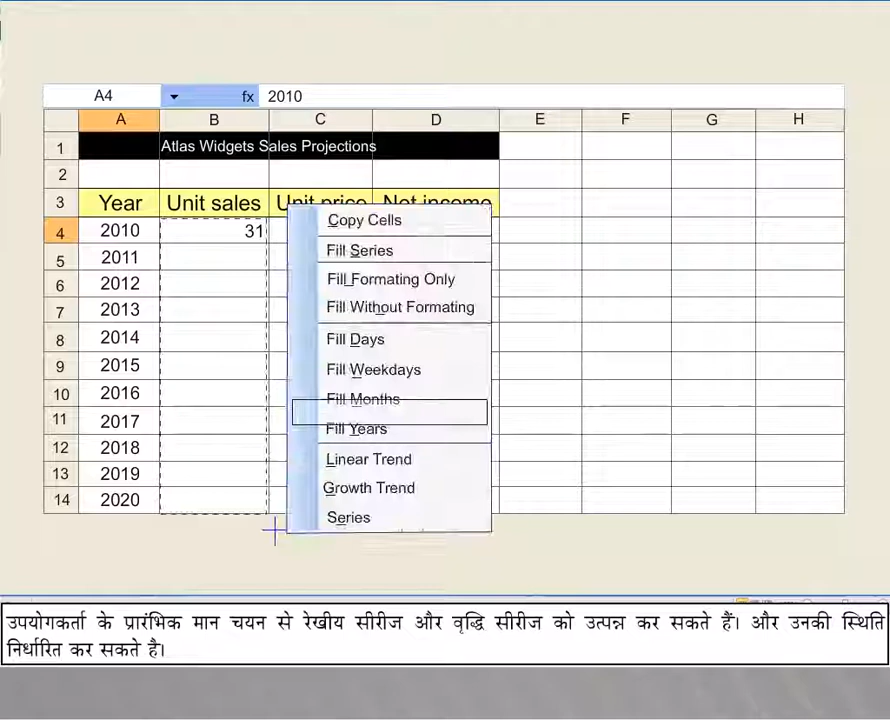 A4 fx 2010
A B C D E F G H
1 Atlas Widgets Sales Projections
2
3 Year Unit sales Unit price Net income
4 2010 31
5 2011
6 2012
7 2013
8 2014
9 2015
10 2016
11 2017
12 2018
13 2019
14 2020
Copy Cells
Fill Series
Fill Formating Only
Fill Without Formating
Fill Days
Fill Weekdays
Fill Months
Fill Years
Linear Trend
Growth Trend
Series
उपयोगकर्ता के प्रारंभिक मान चयन से रेखीय सीरीज और वृद्धि सीरीज को उत्पन्न कर सकते हैं। और उनकी स्थिति
निर्धारित कर सकते है।